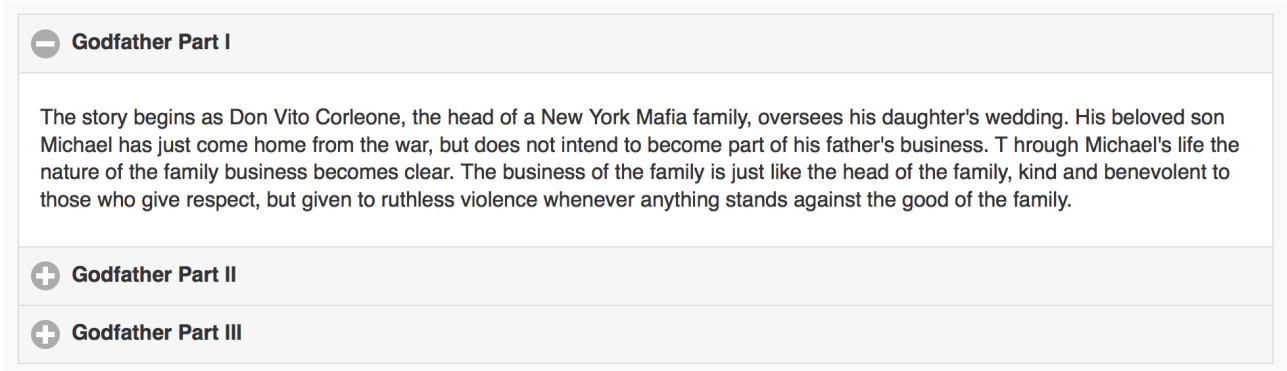 Godfather Part I
The story begins as Don Vito Corleone, the head of a New York Mafia family, oversees his daughter's wedding. His beloved son
Michael has just come home from the war, but does not intend to become part of his father's business. T hrough Michael's life the
nature of the family business becomes clear. The business of the family is just like the head of the family, kind and benevolent to
those who give respect, but given to ruthless violence whenever anything stands against the good of the family.
Godfather Part II
Godfather Part III